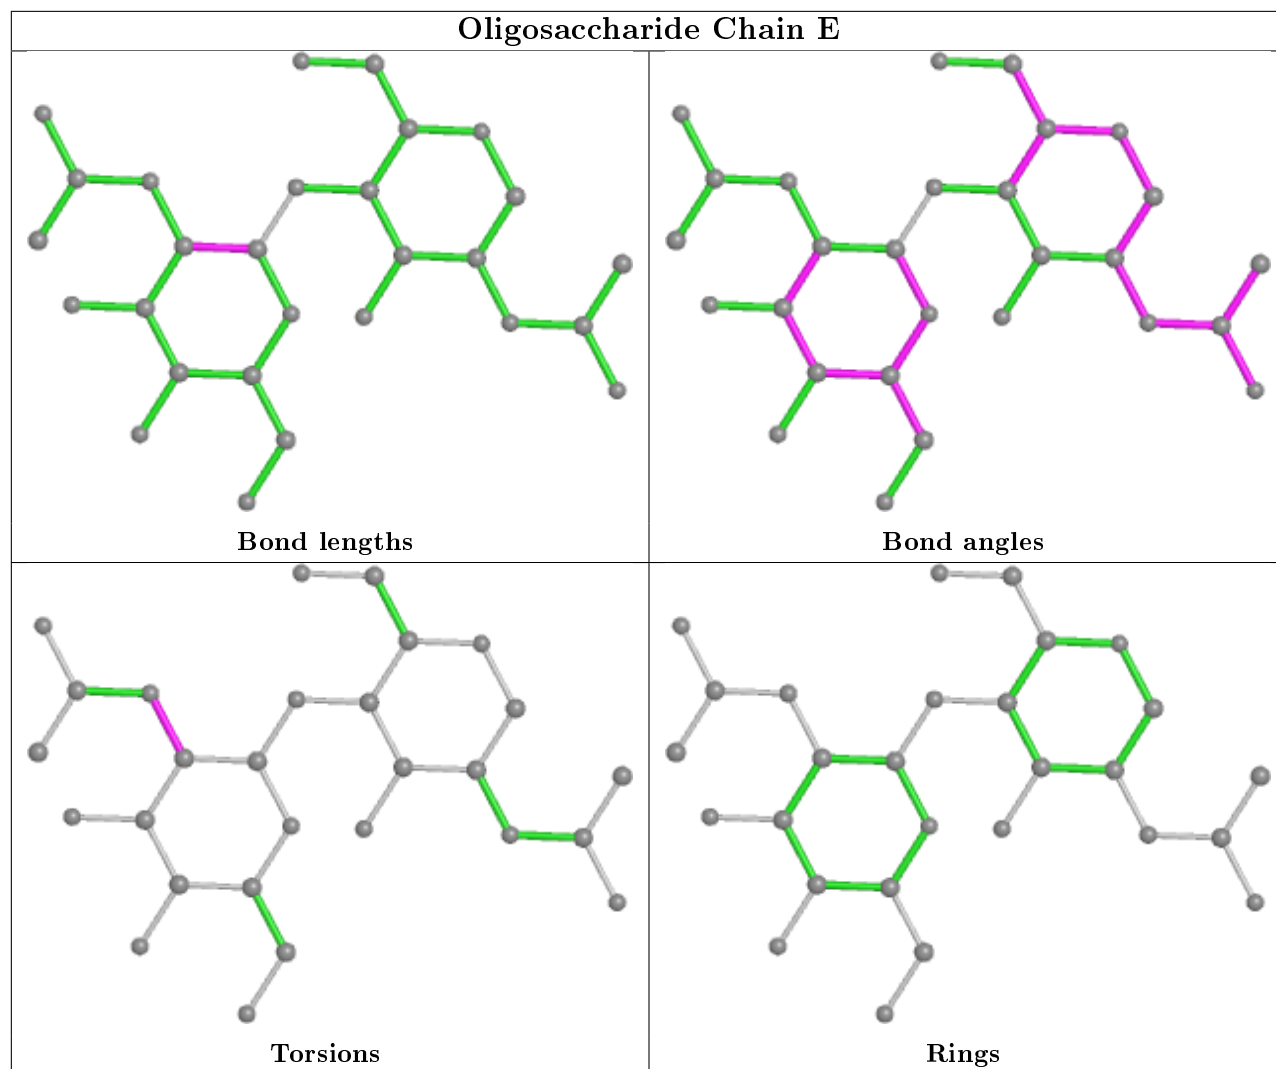 Oligosaccharide Chain E
Bond lengths
Bond angles
Torsions
Rings